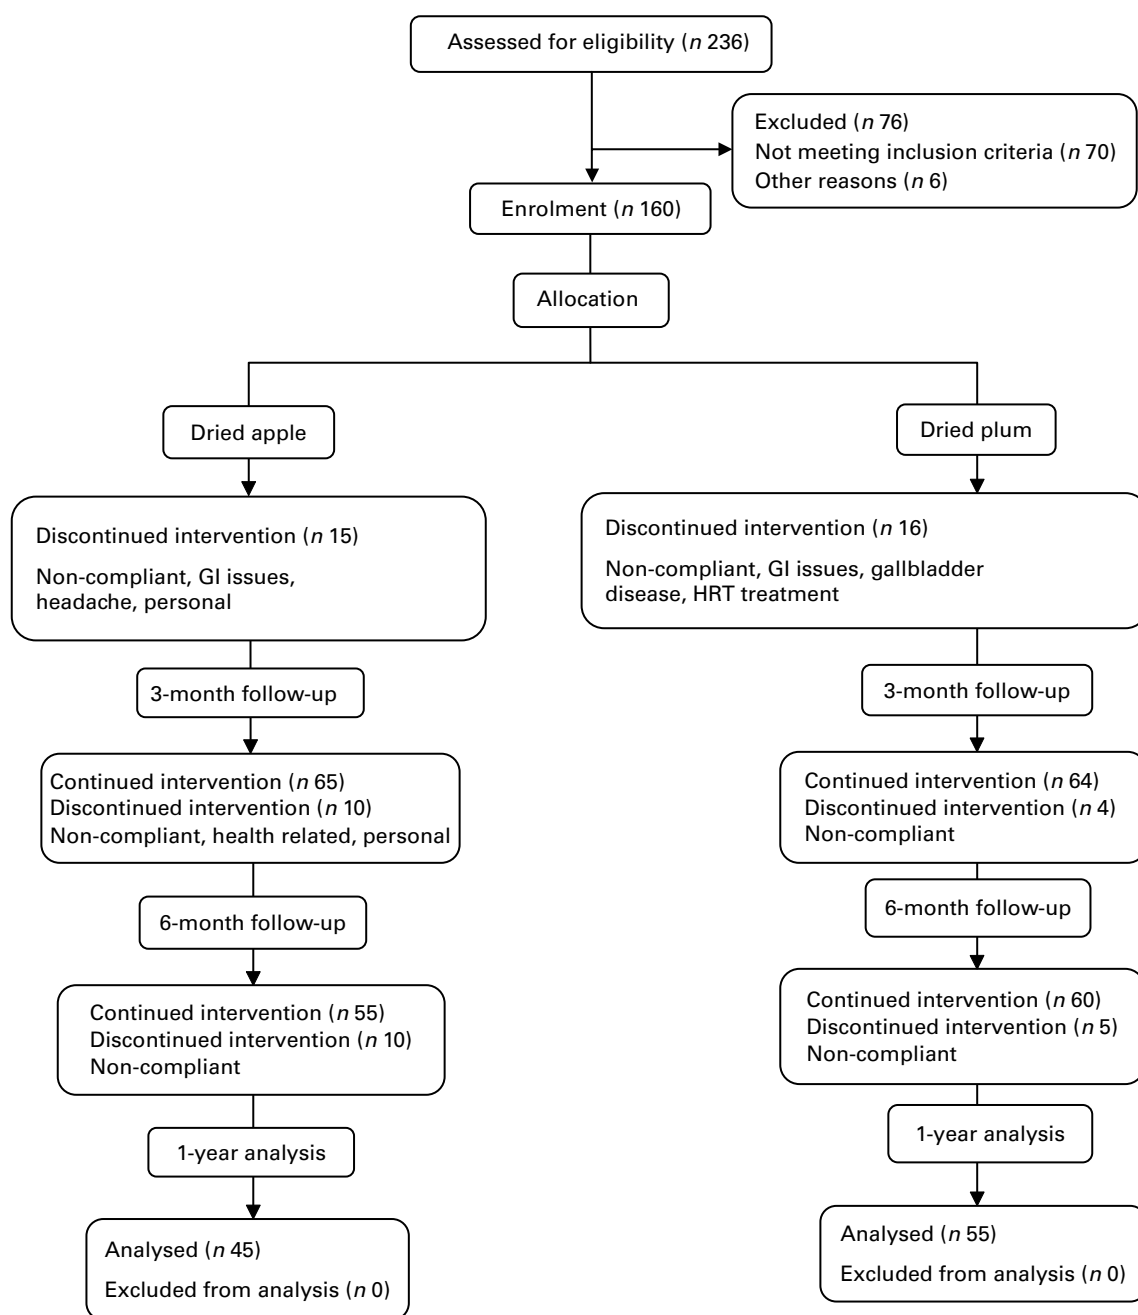 Assessed for eligibility (n 236)
Excluded (n 76)
Not meeting inclusion criteria (n 70)
Other reasons (n 6)
Enrolment (n 160)
Allocation
Dried apple
Dried plum
Discontinued intervention (n 15)
Non-compliant, GI issues,
headache, personal
Discontinued intervention (n 16)
Non-compliant, GI issues, gallbladder
disease, HRT treatment
3-month follow-up
3-month follow-up
Continued intervention (n 65)
Discontinued intervention (n 10)
Non-compliant, health related, personal
Continued intervention (n 64)
Discontinued intervention (n 4)
Non-compliant
6-month follow-up
6-month follow-up
Continued intervention (n 55)
Discontinued intervention (n 10)
Non-compliant
Continued intervention (n 60)
Discontinued intervention (n 5)
Non-compliant
1-year analysis
1-year analysis
Analysed (n 45)
Excluded from analysis (n 0)
Analysed (n 55)
Excluded from analysis (n 0)